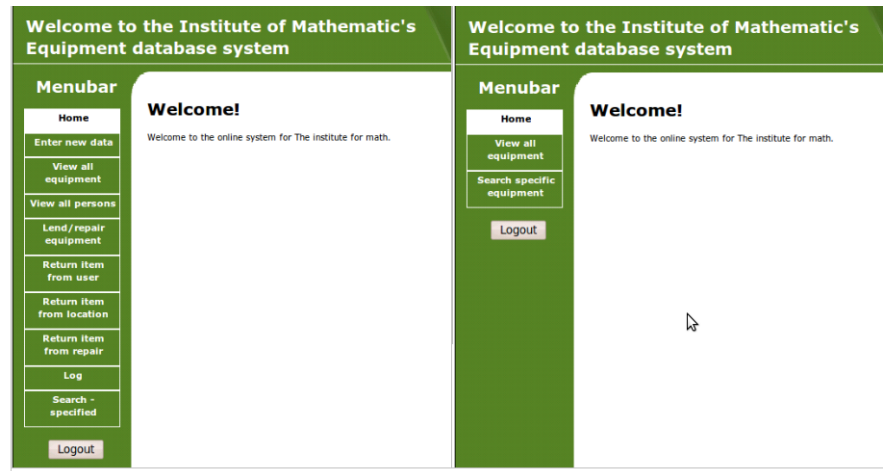 Welcome to the Institute of Mathematic's
Equipment database system
Menubar
Home
Enter new data
View all
equipment
View all persons
Lend/repair
equipment
Return item
from user
Return item
from location
Return item
from repair
Log
Search -
specified
Logout
Welcome!
Welcome to the online system for The institute for math.
Welcome to the Institute of Mathematic's
Equipment database system
Menubar
Home
View all
equipment
Search specific
equipment
Logout
Welcome!
Welcome to the online system for The institute for math.